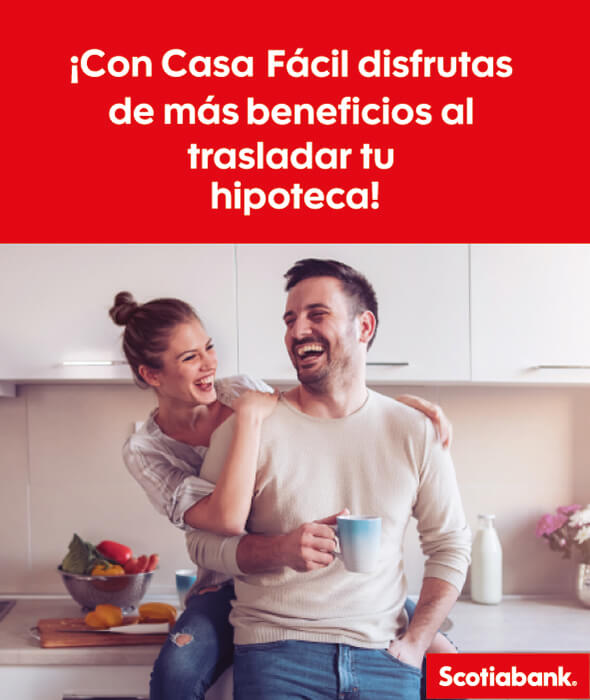 ¡Con Casa Fácil disfrutas
de más beneficios al
trasladar tu
hipoteca!
Scotiabank®